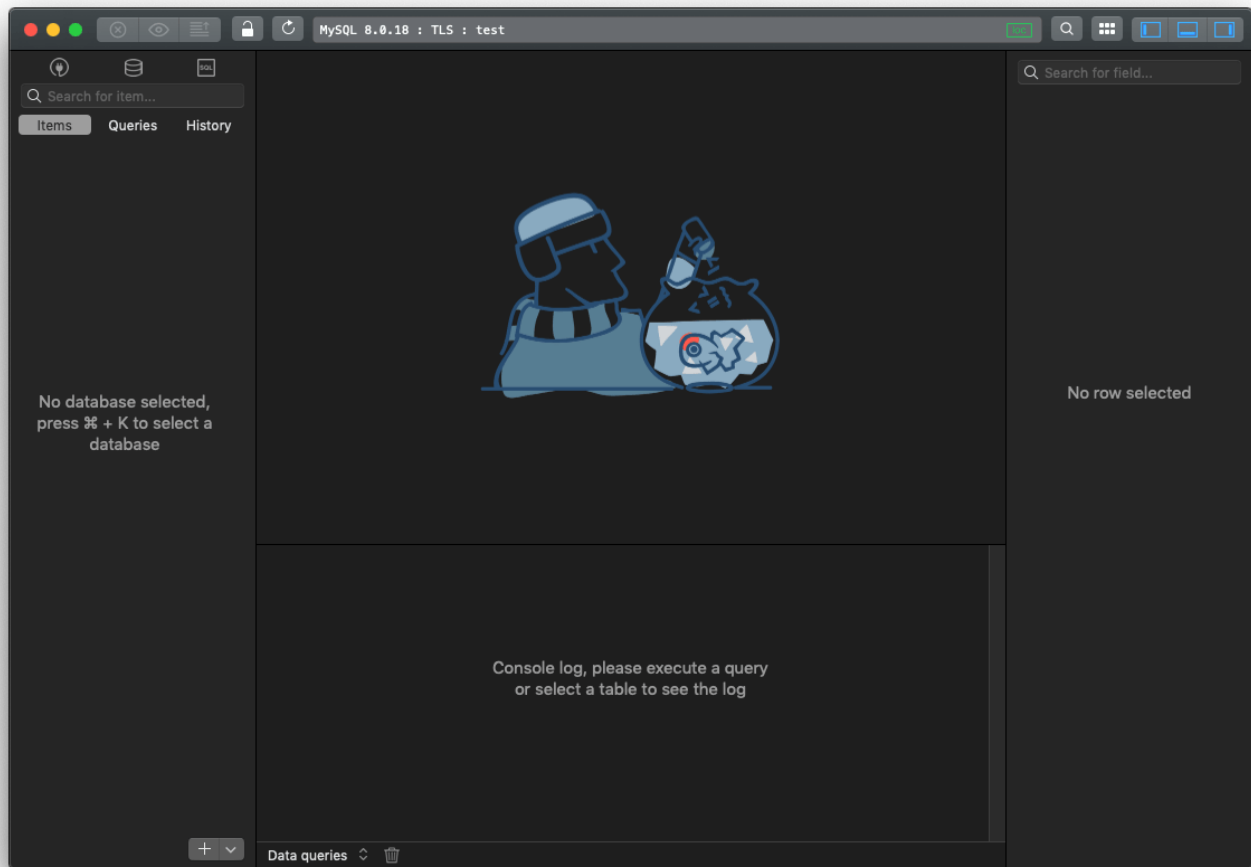 MySQL 8.0.18 : TLS : test
loc
SQL
Search for item...
Items
Queries
History
No database selected,
press ⌘ + K to select a
database
Console log, please execute a query
or select a table to see the log
Data queries
Search for field...
No row selected